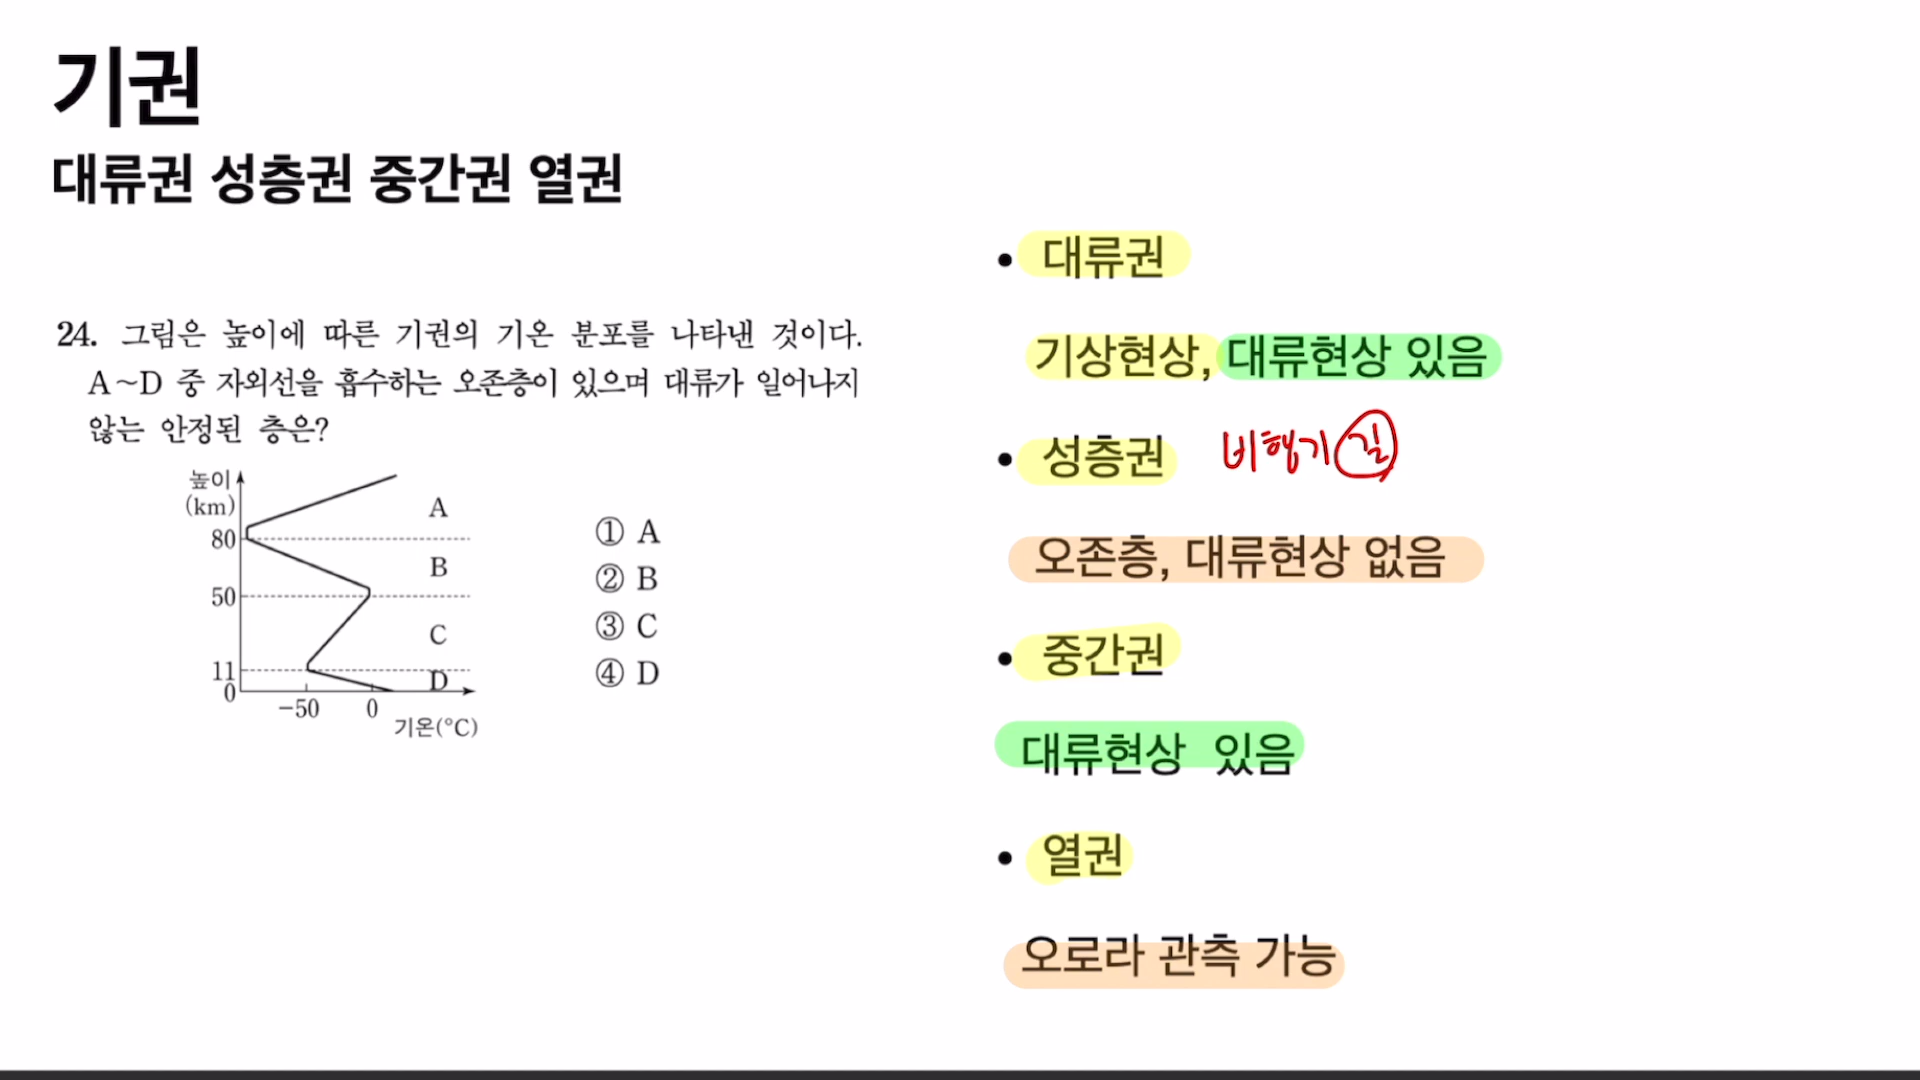 기권
대류권 성층권 중간권 열권
24. 그림은 높이에 따른 기권의 기온 분포를 나타낸 것이다.
A~D 중 자외선을 흡수하는 오존층이 있으며 대류가 일어나지
않는 안정된 층은?
높이
(km)
80
50
11
0
-50
0
기온(°C)
A
B
C
D
① A
② B
③ C
④ D
• 대류권
기상현상, 대류현상 있음
• 성층권 비행기 길
오존층, 대류현상 없음
• 중간권
대류현상 있음
• 열권
오로라 관측 가능